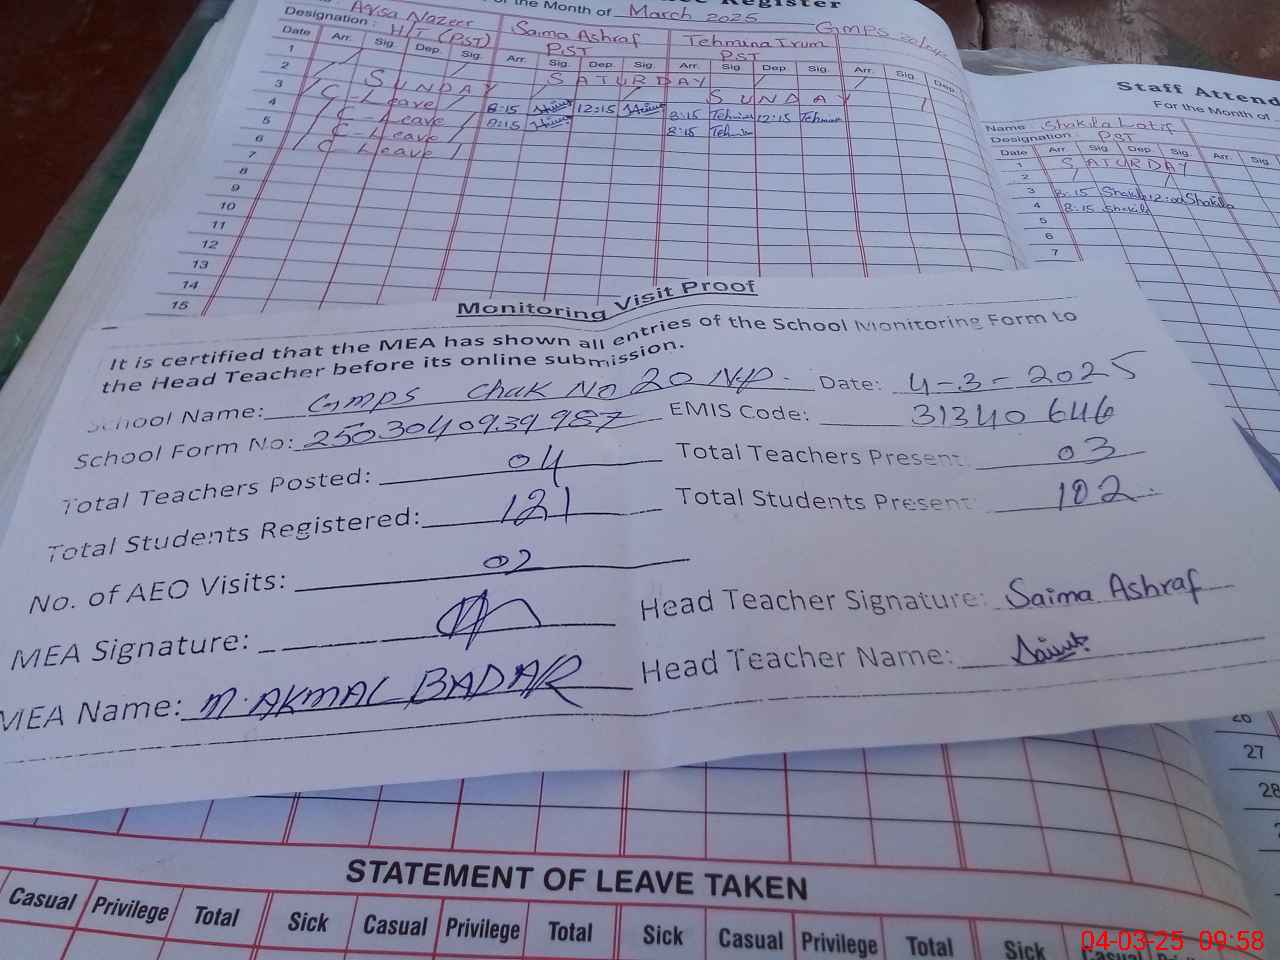 Register
for the Month of March 2025
Nazeer Saima Ashraf Tehmina Irum GMPS
Designation: H/T (PST) PST PST
Date Arr. Sig. Dep. Sig. Arr. Sig. Dep. Sig. Arr. Sig. Dep. Sig. Arr. Sig. Dep.
1 SATURDAY
2 SUNDAY SUNDAY
3 C-Leave 8:15 12:15 8:15 Tehmina 12:15 Tehmina
4 C-Leave 8:15 8:15 Tehmina
5 C-Leave
6 C-Leave
7
8
9
10
11
12
13
14
15
Staff Attend
For the Month of
Name: Shakila Latif
Designation: PST
Date Arr. Sig. Dep. Sig. Arr. Sig.
1 SATURDAY
2
3 8:15 Shakila 12:00 Shakila
4 8:15 Shakila
5
6
7
Monitoring Visit Proof
It is certified that the MEA has shown all entries of the School Monitoring Form to
the Head Teacher before its online submission.
School Name: GMPS Chak No 20 NP. Date: 4-3-2025
School Form No: 250304093 9987 EMIS Code: 31340646
Total Teachers Posted: 04 Total Teachers Present: 03
Total Students Registered: 121 Total Students Present: 102
No. of AEO Visits: 02
MEA Signature: Head Teacher Signature: Saima Ashraf
MEA Name: M. AKMAL BADAR Head Teacher Name: Saima
26
27
28
STATEMENT OF LEAVE TAKEN
Casual Privilege Total Sick Casual Privilege Total Sick Casual Privilege Total Sick Casual
04-03-25 09:58